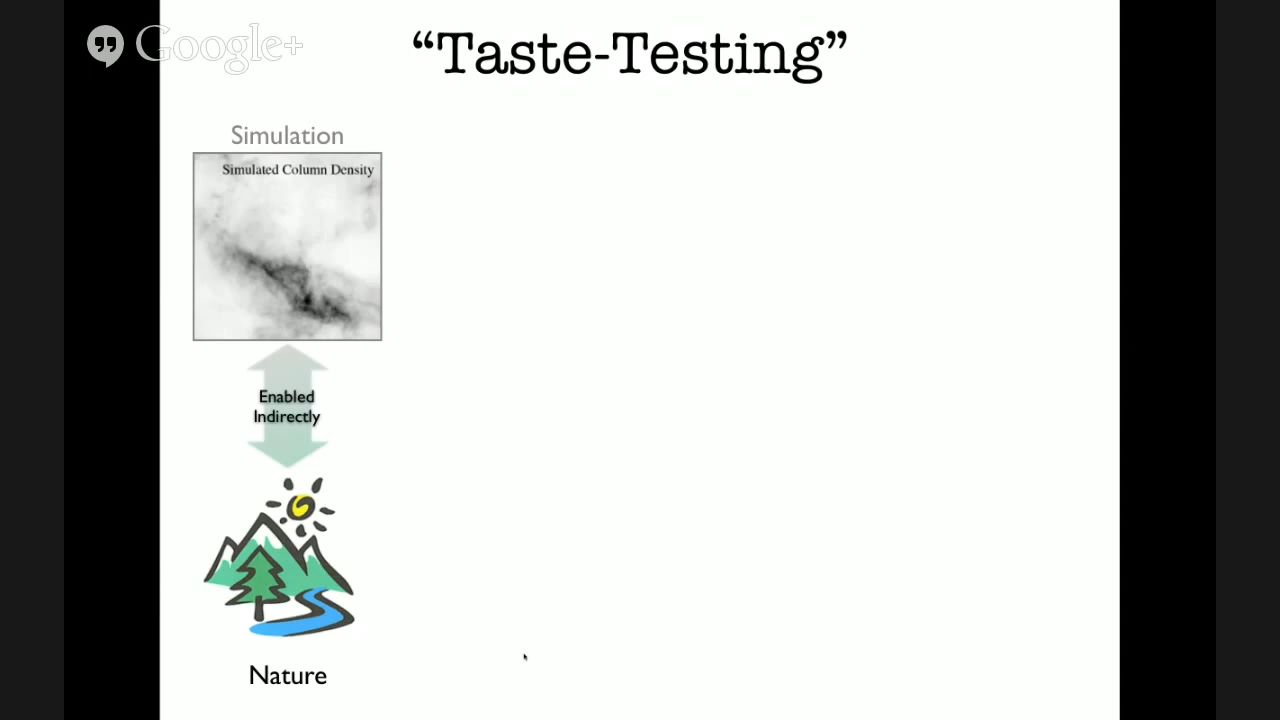 Google+
“Taste-Testing”
Simulation
Simulated Column Density
Enabled
Indirectly
Nature